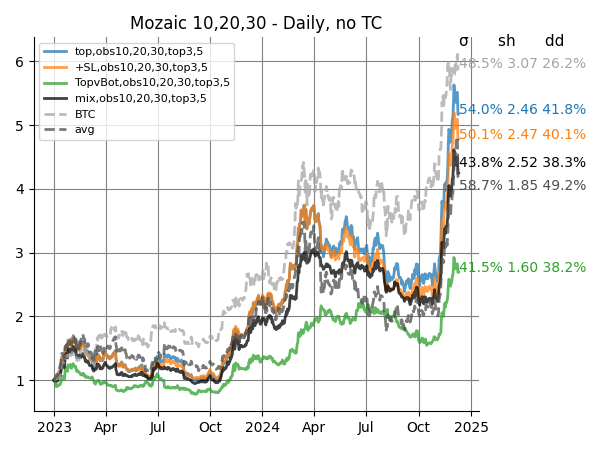 Mozaic 10,20,30 - Daily, no TC
σ sh dd
top,obs10,20,30,top3,5
+SL,obs10,20,30,top3,5
TopvBot,obs10,20,30,top3,5
mix,obs10,20,30,top3,5
BTC
avg
48.5% 3.07 26.2%
54.0% 2.46 41.8%
50.1% 2.47 40.1%
43.8% 2.52 38.3%
58.7% 1.85 49.2%
41.5% 1.60 38.2%
6
5
4
3
2
1
2023 Apr Jul Oct 2024 Apr Jul Oct 2025